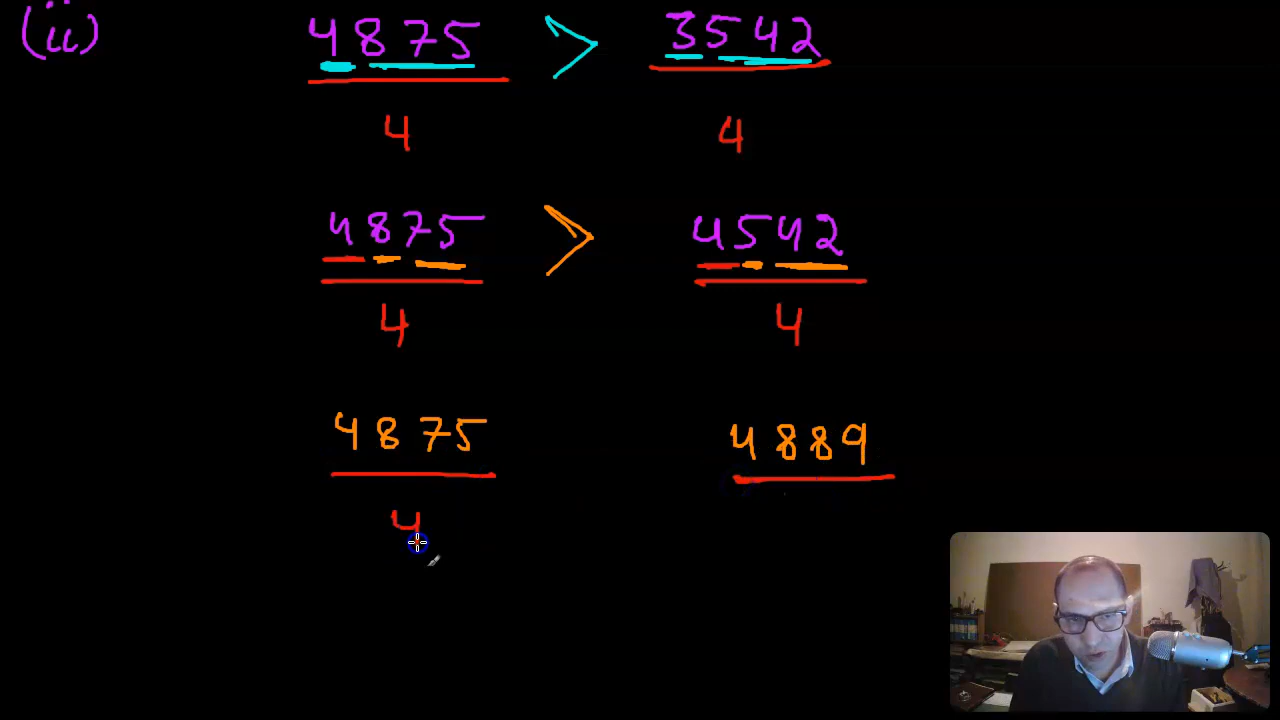 (ii) 4875 > 3542
4 4
4875 > 4542
4 4
4875 4889
4